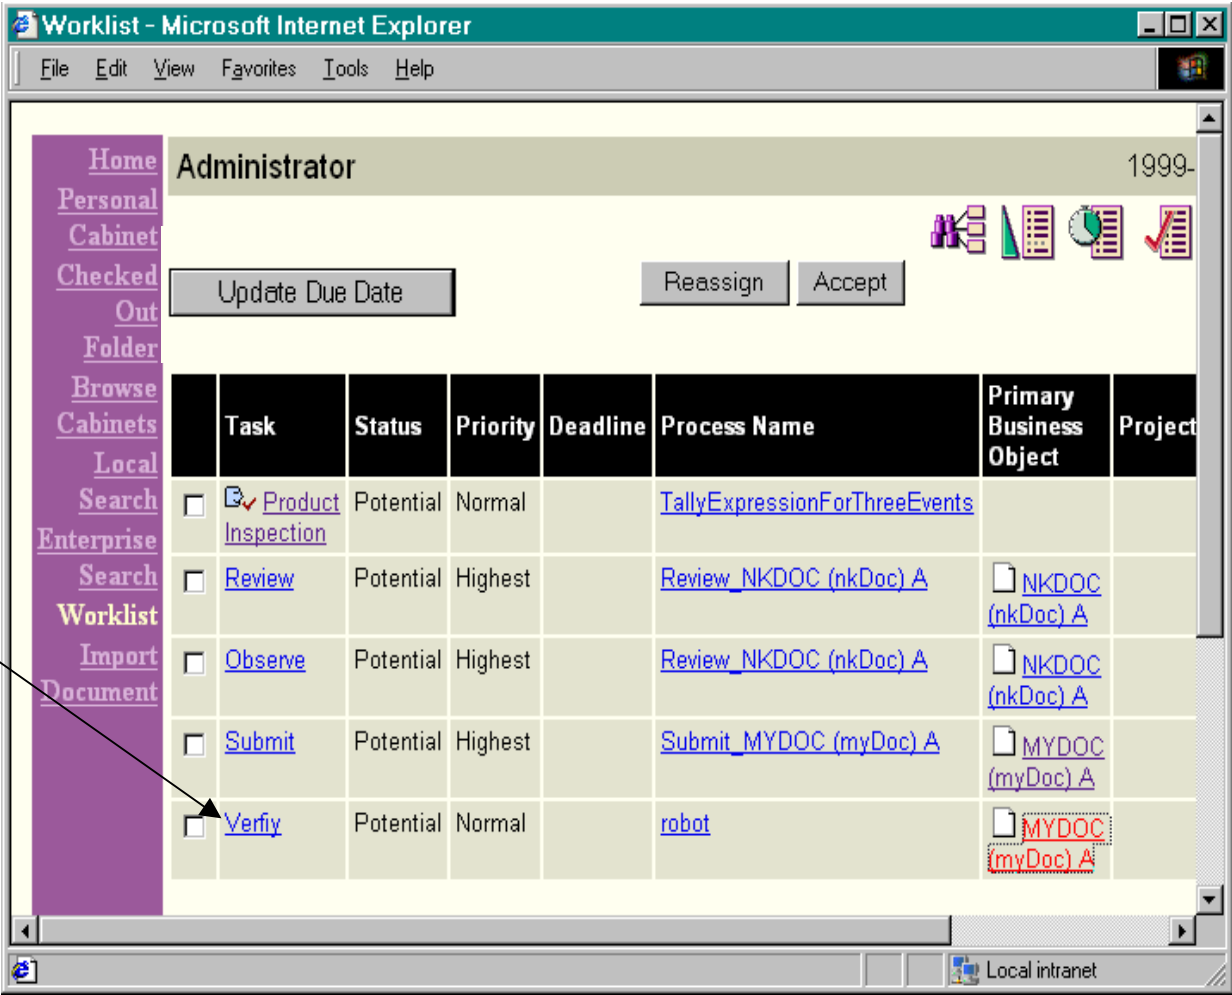 Worklist - Microsoft Internet Explorer
File Edit View Favorites Tools Help
Home
Personal
Cabinet
Checked
Out
Folder
Browse
Cabinets
Local
Search
Enterprise
Search
Worklist
Import
Document
Administrator 1999-
Update Due Date Reassign Accept
Task Status Priority Deadline Process Name Primary Business Object Project
Product Potential Normal TallyExpressionForThreeEvents
Inspection
Review Potential Highest Review_NKDOC (nkDoc) A NKDOC
(nkDoc) A
Observe Potential Highest Review_NKDOC (nkDoc) A NKDOC
(nkDoc) A
Submit Potential Highest Submit_MYDOC (myDoc) A MYDOC
(myDoc) A
Verfiy Potential Normal robot MYDOC
(myDoc) A
Local intranet